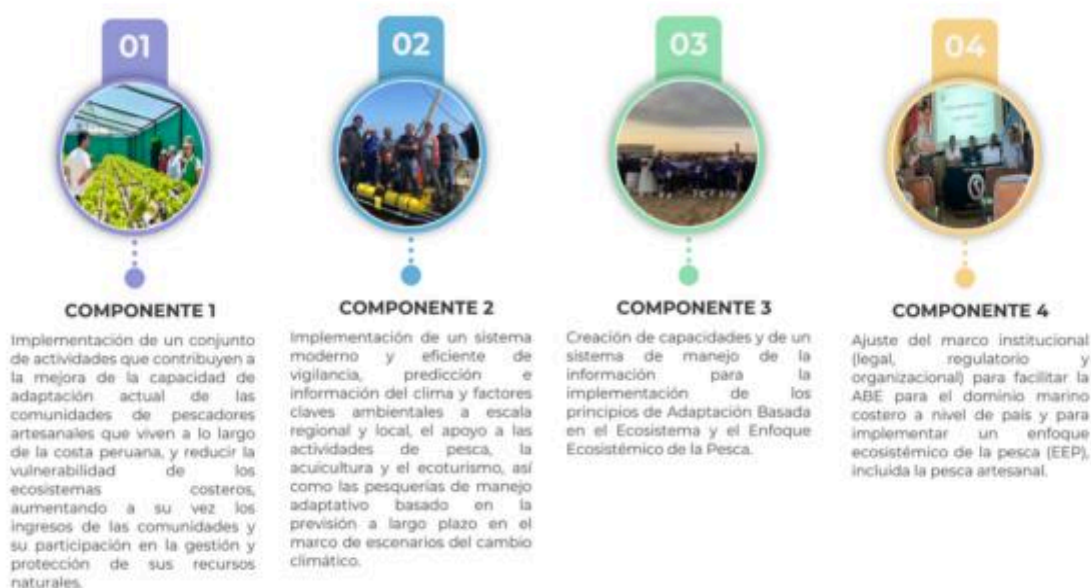 01
COMPONENTE 1
Implementación de un conjunto
de actividades que contribuyen a
la mejora de la capacidad de
adaptación actual de las
comunidades de pescadores
artesanales que viven a lo largo
de la costa peruana, y reducir la
vulnerabilidad de los
ecosistemas costeros,
aumentando a su vez los
ingresos de las comunidades y
su participación en la gestión y
protección de sus recursos
naturales.
02
COMPONENTE 2
Implementación de un sistema
moderno y eficiente de
vigilancia, predicción e
información del clima y factores
claves ambientales a escala
regional y local, el apoyo a las
actividades de pesca, la
acuicultura y el ecoturismo, así
como las pesquerías de manejo
adaptativo basado en la
previsión a largo plazo en el
marco de escenarios del cambio
climático.
03
COMPONENTE 3
Creación de capacidades y de un
sistema de manejo de la
información para la
implementación de los
principios de Adaptación Basada
en el Ecosistema y el Enfoque
Ecosistémico de la Pesca.
04
COMPONENTE 4
Ajuste del marco institucional
(legal, regulatorio y
organizacional) para facilitar la
ABE para el dominio marino
costero a nivel de país y para
implementar un enfoque
ecosistémico de la pesca (EEP),
incluida la pesca artesanal.